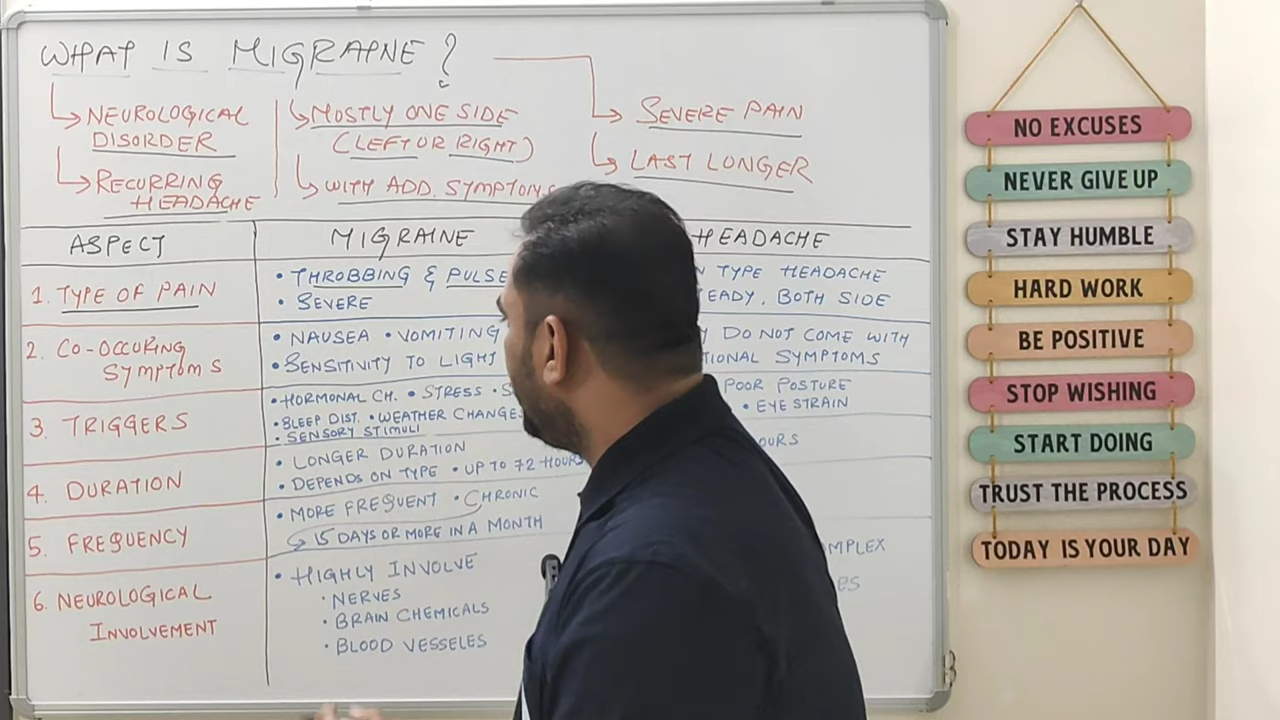 WHAT IS MIGRAINE?
NEUROLOGICAL
DISORDER
RECURRING
HEADACHE
MOSTLY ONE SIDE
(LEFT OR RIGHT)
WITH ADD. SYMPTOMS
SEVERE PAIN
LAST LONGER
ASPECT
MIGRAINE
HEADACHE
1. TYPE OF PAIN
• THROBBING & PULSE
• SEVERE
TYPE HEADACHE
BOTH SIDE
2. CO-OCCURING
SYMPTOMS
• NAUSEA • VOMITING
• SENSITIVITY TO LIGHT
DO NOT COME WITH
SYMPTOMS
3. TRIGGERS
• HORMONAL CH. • STRESS •
• SLEEP DIST. • WEATHER CHANGES
• SENSORY STIMULI
POOR POSTURE
• EYE STRAIN
4. DURATION
• LONGER DURATION
• DEPENDS ON TYPE • UP TO 72 HOURS
5. FREQUENCY
• MORE FREQUENT • CHRONIC
15 DAYS OR MORE IN A MONTH
6. NEUROLOGICAL
INVOLVEMENT
• HIGHLY INVOLVE
• NERVES
• BRAIN CHEMICALS
• BLOOD VESSELES
NO EXCUSES
NEVER GIVE UP
STAY HUMBLE
HARD WORK
BE POSITIVE
STOP WISHING
START DOING
TRUST THE PROCESS
TODAY IS YOUR DAY